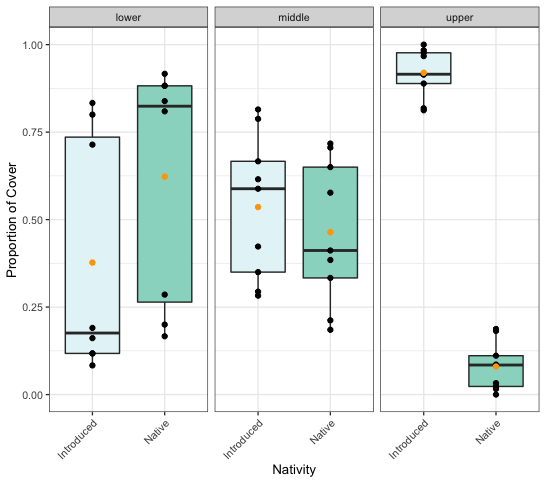 lower middle upper
Proportion of Cover
1.00
0.75
0.50
0.25
0.00
Introduced Native Introduced Native Introduced Native
Nativity